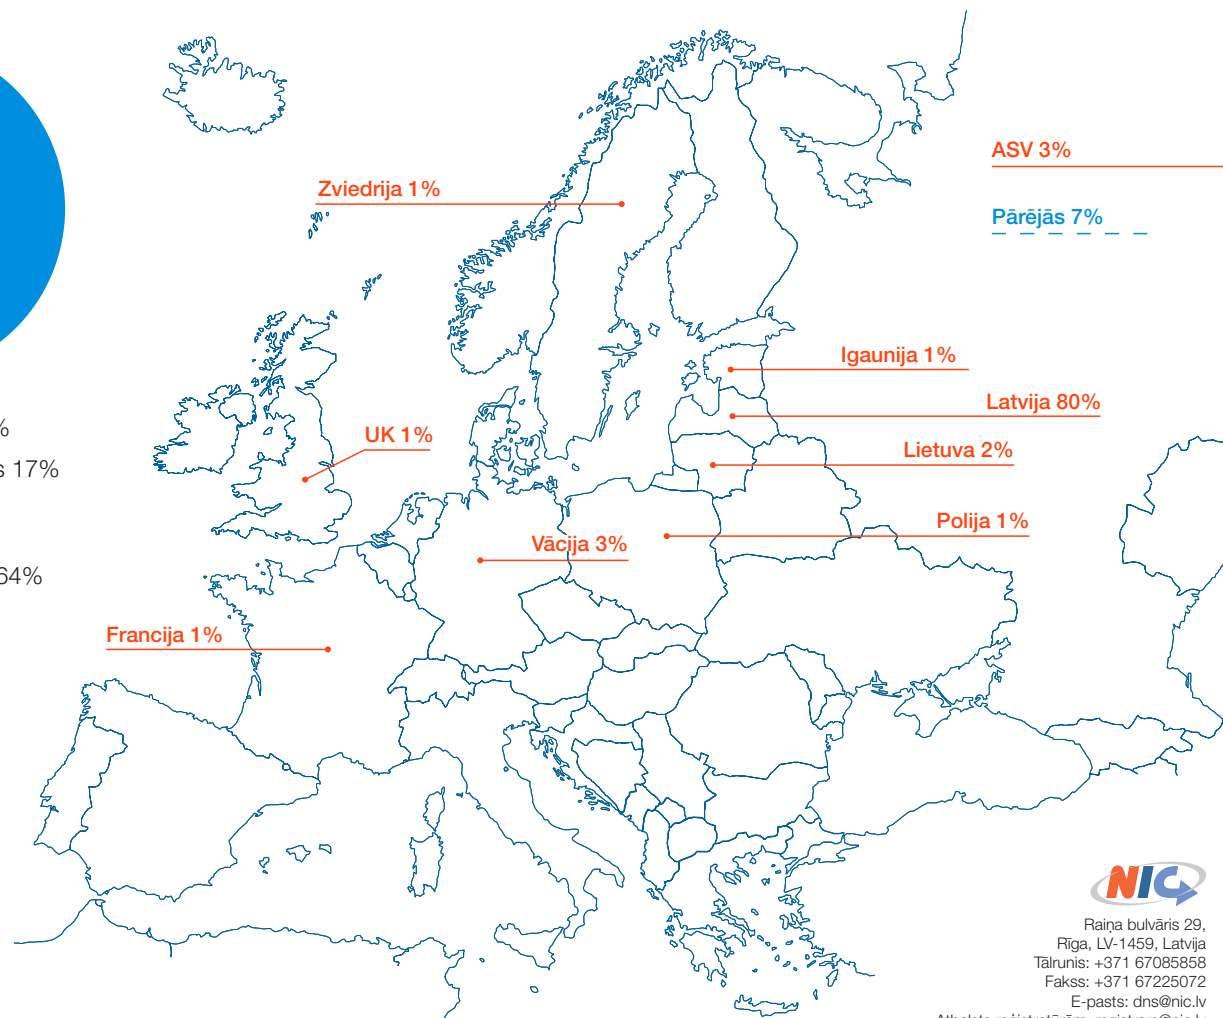 ASV 3%
Zviedrija 1%
Pārējās 7%
Igaunija 1%
Latvija 80%
UK 1%
Lietuva 2%
17%
Polija 1%
Vācija 3%
64%
Francija 1%
NIC
Raiņa bulvāris 29,
Rīga, LV-1459, Latvija
Tālrunis: +371 67085858
Fakss: +371 67225072
E-pasts: dns@nic.lv